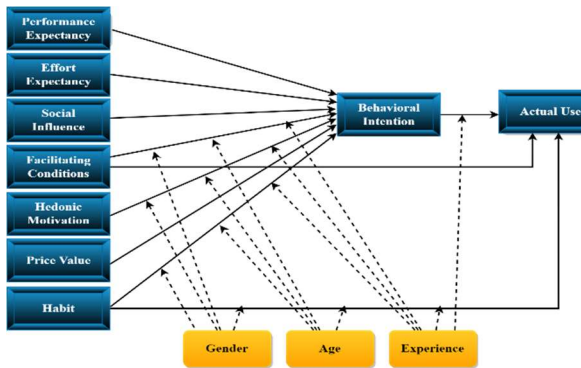 Performance
Expectancy
Effort
Expectancy
Social
Influence
Facilitating
Conditions
Hedonic
Motivation
Price Value
Habit
Behavioral
Intention
Actual Use
Gender
Age
Experience